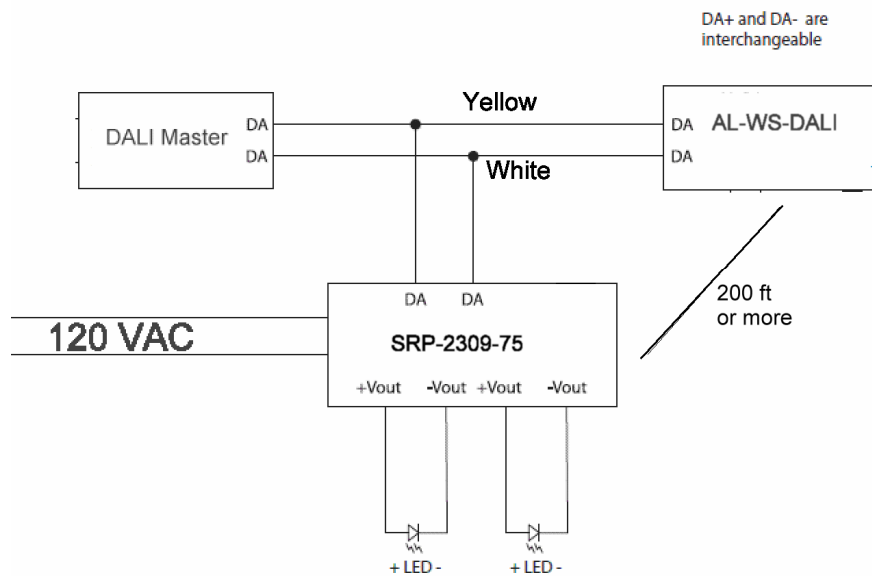 DA+ and DA- are
interchangeable
Yellow
DALI Master
DA
DA
DA
DA
AL-WS-DALI
White
200 ft
or more
DA DA
120 VAC
SRP-2309-75
+Vout -Vout +Vout -Vout
+ LED - + LED -